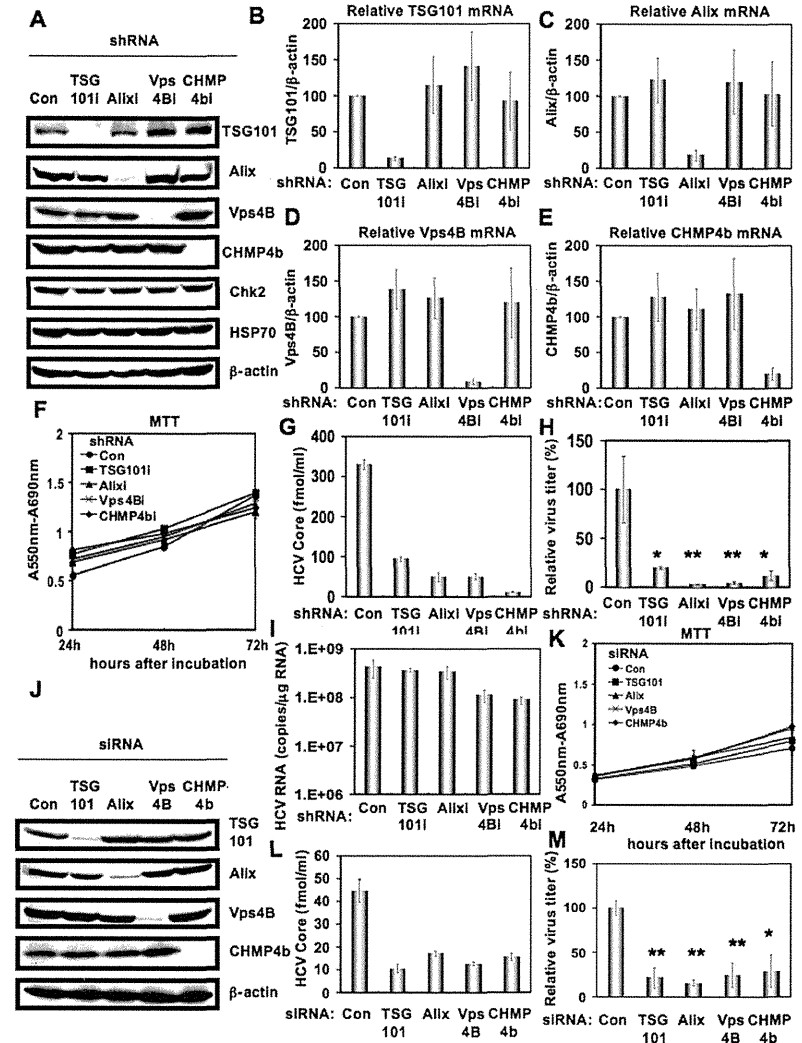 A
shRNA
Con TSG 101i Alixi Vps 4Bi CHMP 4bi
TSG101
Alix
Vps4B
CHMP4b
Chk2
HSP70
β-actin
B
Relative TSG101 mRNA
TSG101/β-actin
200
150
100
50
0
shRNA: Con TSG 101i Alixi Vps 4Bi CHMP 4bi
C
Relative Alix mRNA
Alix/β-actin
200
150
100
50
0
shRNA: Con TSG 101i Alixi Vps 4Bi CHMP 4bi
D
Relative Vps4B mRNA
Vps4B/β-actin
200
150
100
50
0
shRNA: Con TSG 101i Alixi Vps 4Bi CHMP 4bi
E
Relative CHMP4b mRNA
CHMP4b/β-actin
200
150
100
50
0
shRNA: Con TSG 101i Alixi Vps 4Bi CHMP 4bi
F
MTT
A550nm-A690nm
2
1.5
1
0.5
0
shRNA
Con
TSG101i
Alixi
Vps4Bi
CHMP4bi
24h 48h 72h
hours after incubation
G
HCV Core (fmol/ml)
400
300
200
100
0
shRNA: Con TSG 101i Alixi Vps 4Bi CHMP 4bi
H
Relative virus titer (%)
150
100
50
0
* ** ** *
shRNA: Con TSG 101i Alixi Vps 4Bi CHMP 4bi
I
HCV RNA (copies/μg RNA)
1.E+09
1.E+08
1.E+07
1.E+06
shRNA: Con TSG 101i Alixi Vps 4Bi CHMP 4bi
J
siRNA
Con TSG 101 Alix Vps 4B CHMP 4b
TSG 101
Alix
Vps4B
CHMP4b
β-actin
K
MTT
A550nm-A690nm
2
1.5
1
0.5
0
siRNA
Con
TSG101
Alix
Vps4B
CHMP4b
24h 48h 72h
hours after incubation
L
HCV Core (fmol/ml)
60
50
40
30
20
10
0
siRNA: Con TSG 101 Alix Vps 4B CHMP 4b
M
Relative virus titer (%)
150
100
50
0
** ** ** *
siRNA: Con TSG 101 Alix Vps 4B CHMP 4b